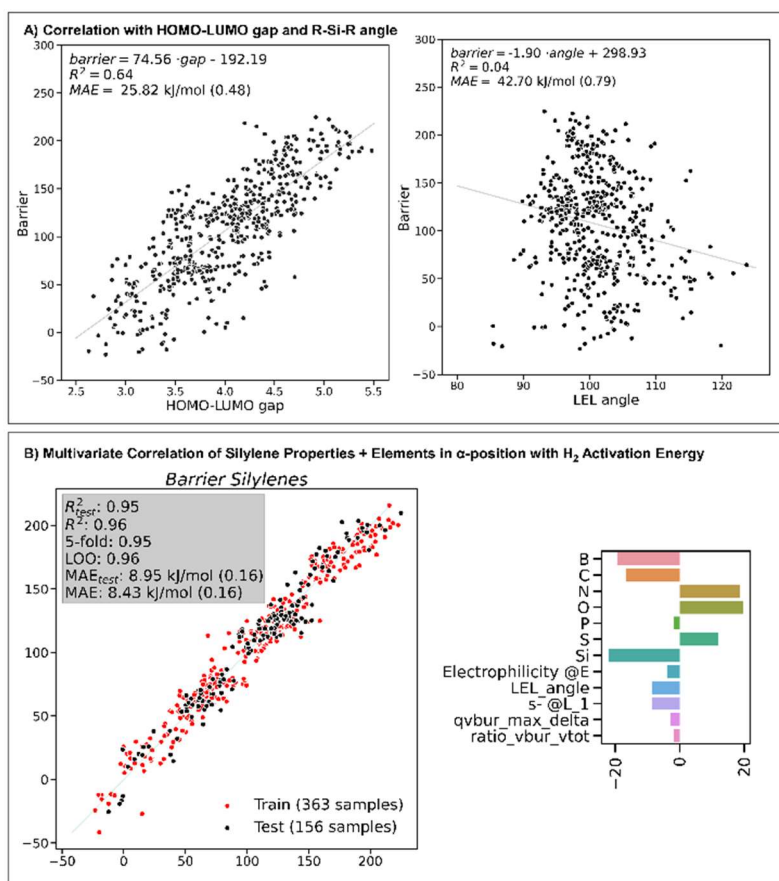 A) Correlation with HOMO-LUMO gap and R-Si-R angle
barrier = 74.56 ·gap - 192.19
R² = 0.64
MAE = 25.82 kJ/mol (0.48)
300
250
200
150
100
50
0
−50
Barrier
2.5 3.0 3.5 4.0 4.5 5.0 5.5
HOMO-LUMO gap
barrier = -1.90 ·angle + 298.93
R² = 0.04
MAE = 42.70 kJ/mol (0.79)
300
250
200
150
100
50
0
−50
Barrier
80 90 100 110 120
LEL angle
B) Multivariate Correlation of Silylene Properties + Elements in α-position with H₂ Activation Energy
Barrier Silylenes
R²test: 0.95
R²: 0.96
5-fold: 0.95
LOO: 0.96
MAEtest: 8.95 kJ/mol (0.16)
MAE: 8.43 kJ/mol (0.16)
200
150
100
50
0
−50
Train (363 samples)
Test (156 samples)
−50 0 50 100 150 200
B
C
N
O
P
S
Si
Electrophilicity @E
LEL_angle
s- @L_1
qvbur_max_delta
ratio_vbur_vtot
−20 0 20